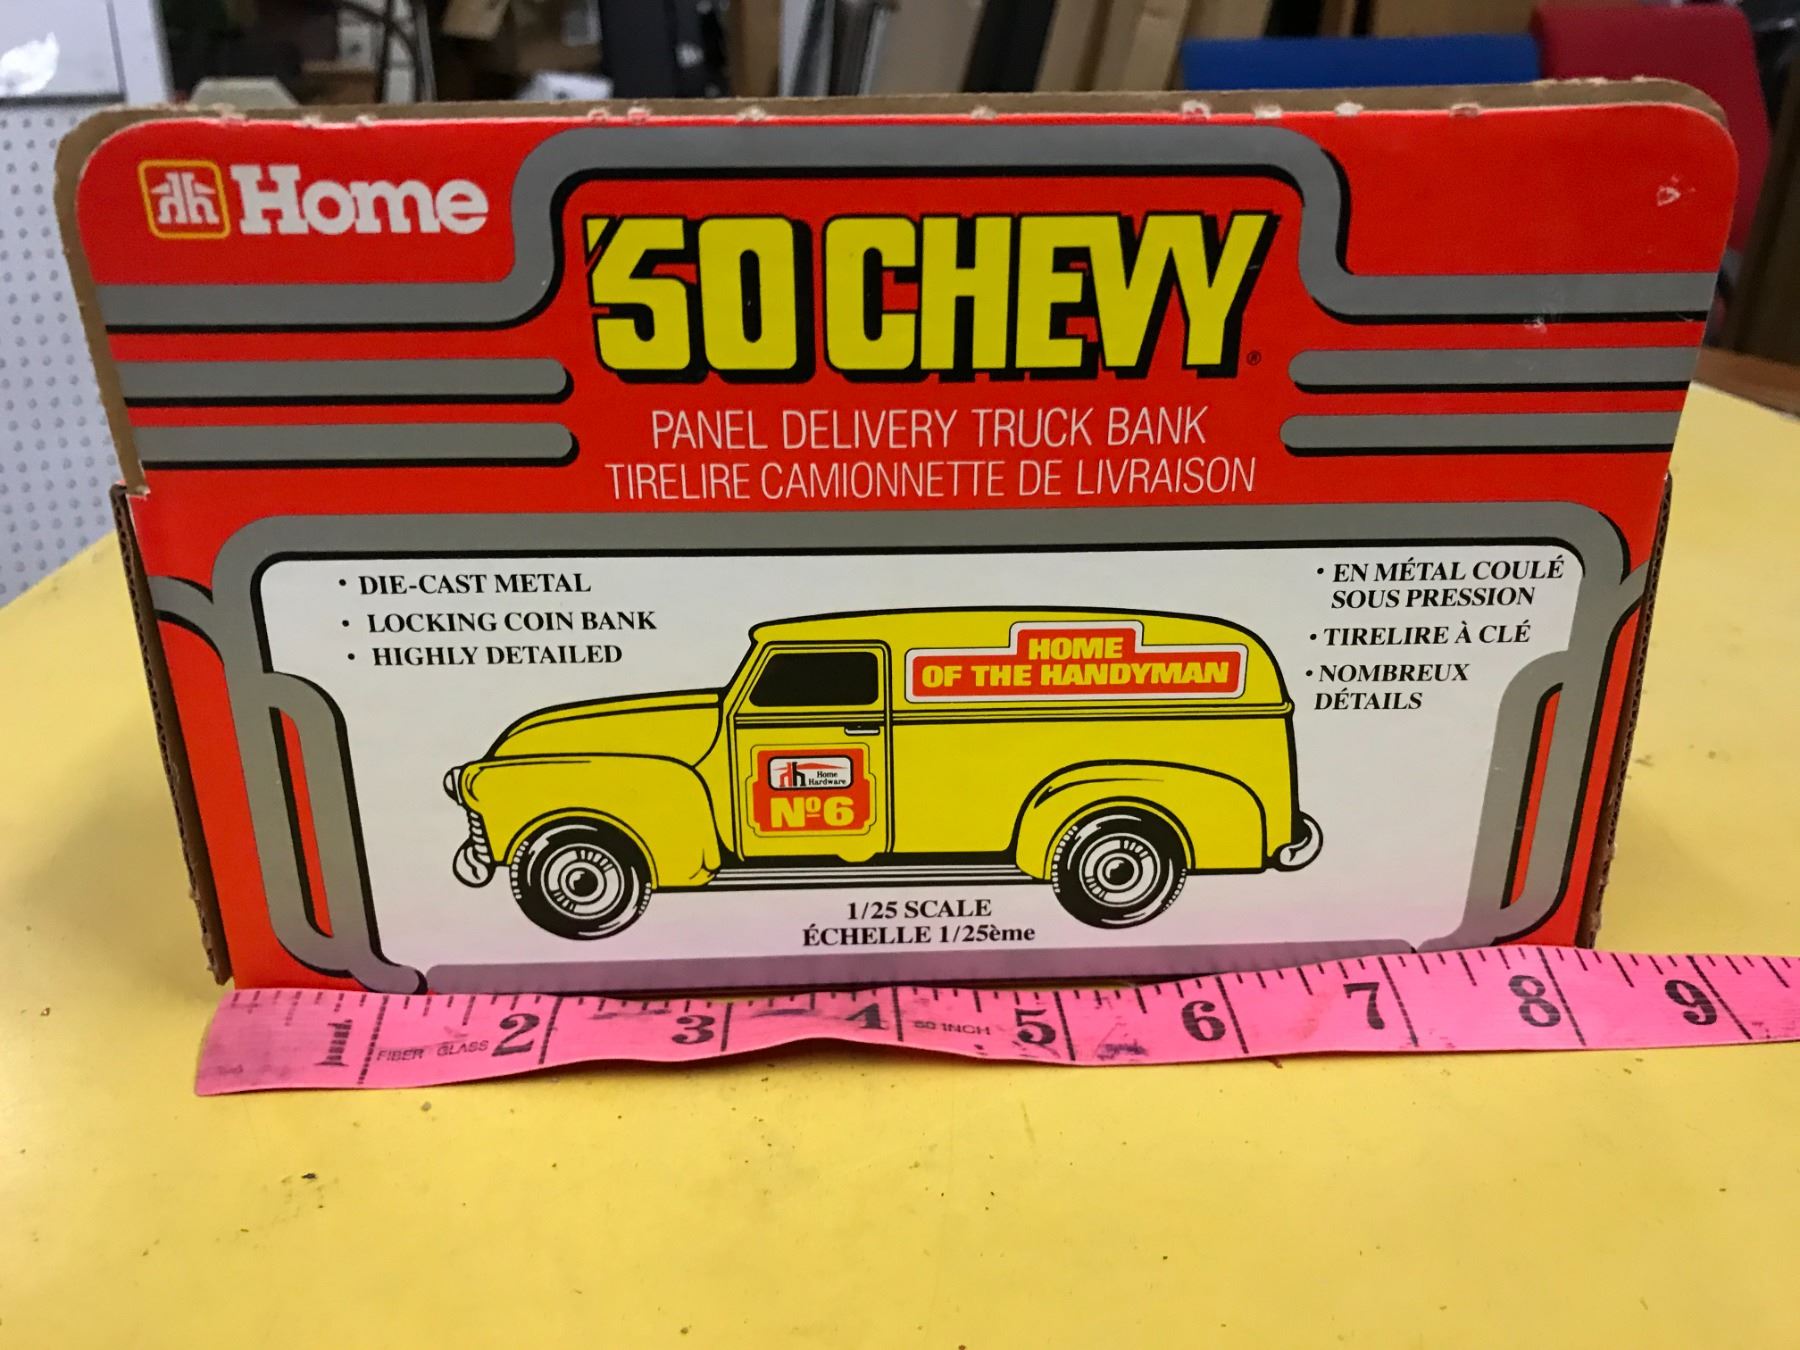 Home
'50 CHEVY®
PANEL DELIVERY TRUCK BANK
TIRELIRE CAMIONNETTE DE LIVRAISON
• DIE-CAST METAL
• LOCKING COIN BANK
• HIGHLY DETAILED
• EN MÉTAL COULÉ
SOUS PRESSION
• TIRELIRE À CLÉ
• NOMBREUX
DÉTAILS
HOME
OF THE HANDYMAN
Home
Hardware
Nº6
1/25 SCALE
ÉCHELLE 1/25ème
1 2 3 4 5 6 7 8 9
FIBER GLASS 60 INCH